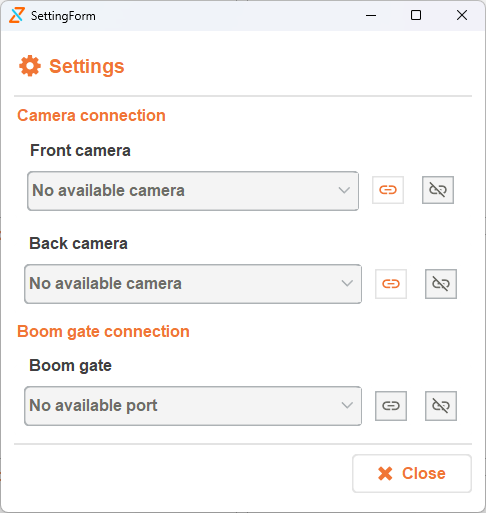 SettingForm
Settings
Camera connection
Front camera
No available camera
Back camera
No available camera
Boom gate connection
Boom gate
No available port
Close